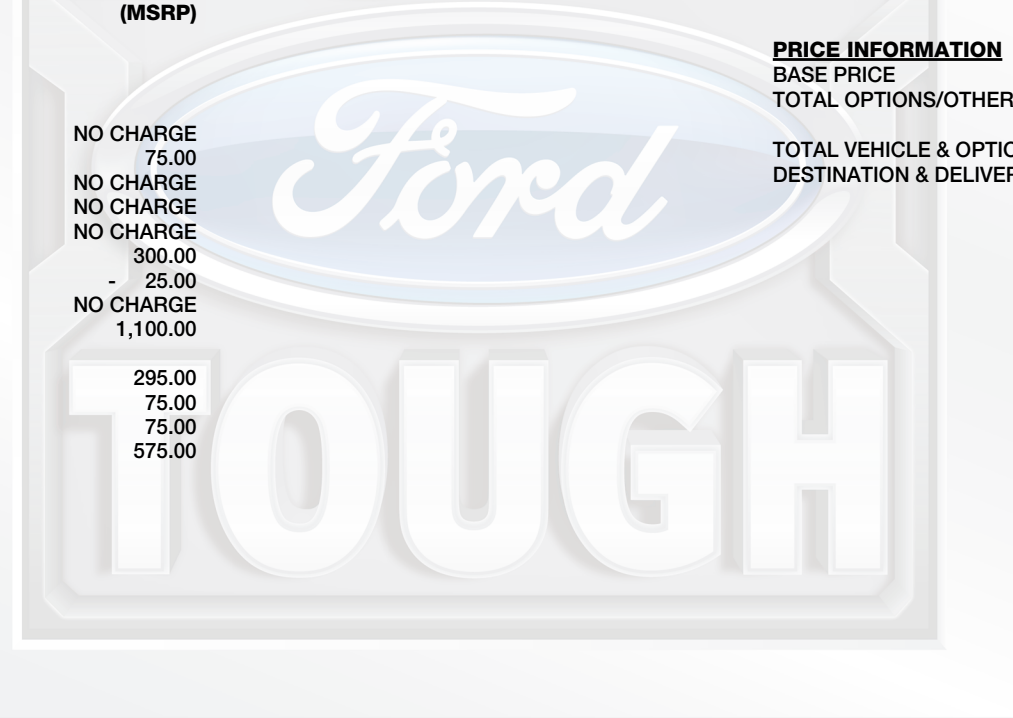 (MSRP)
NO CHARGE
75.00
NO CHARGE
NO CHARGE
NO CHARGE
300.00
- 25.00
NO CHARGE
1,100.00
295.00
75.00
75.00
575.00
PRICE INFORMATION
BASE PRICE
TOTAL OPTIONS/OTHER
TOTAL VEHICLE & OPTIO
DESTINATION & DELIVER
Ford
TOUGH